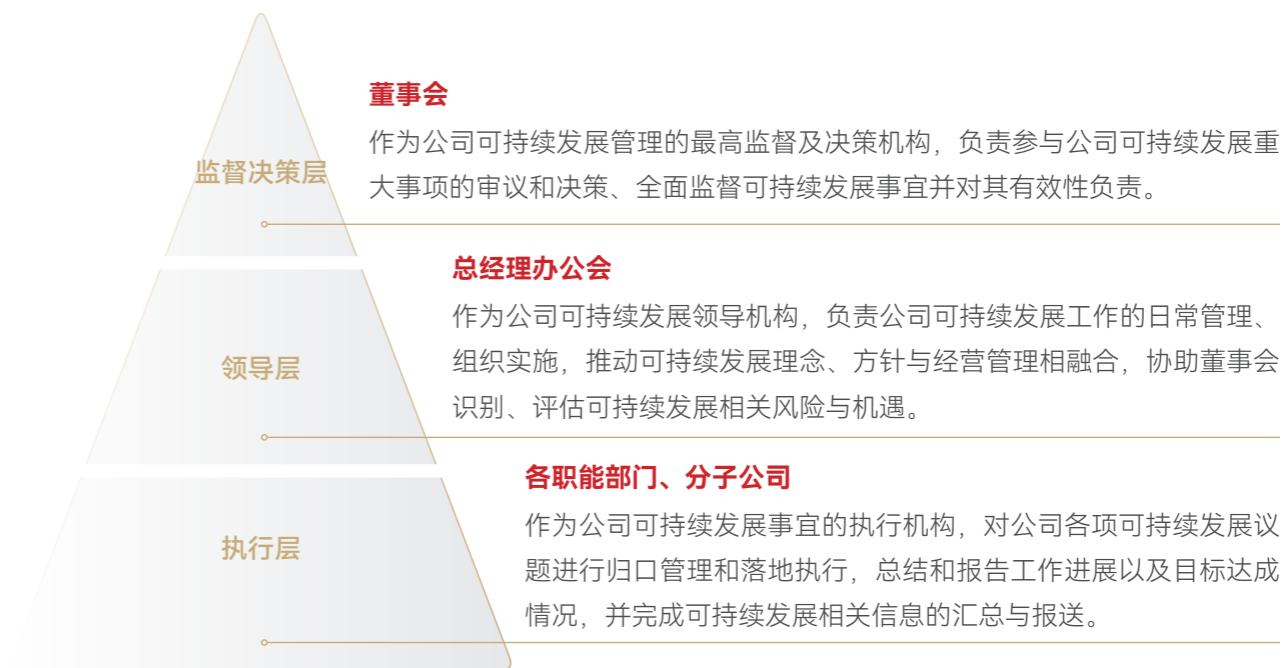 董事会
作为公司可持续发展管理的最高监督及决策机构，负责参与公司可持续发展重
大事项的审议和决策、全面监督可持续发展事宜并对其有效性负责。
监督决策层
总经理办公会
作为公司可持续发展领导机构，负责公司可持续发展工作的日常管理、
组织实施，推动可持续发展理念、方针与经营管理相融合，协助董事会
识别、评估可持续发展相关风险与机遇。
领导层
各职能部门、分子公司
作为公司可持续发展事宜的执行机构，对公司各项可持续发展议
题进行归口管理和落地执行，总结和报告工作进展以及目标达成
情况，并完成可持续发展相关信息的汇总与报送。
执行层